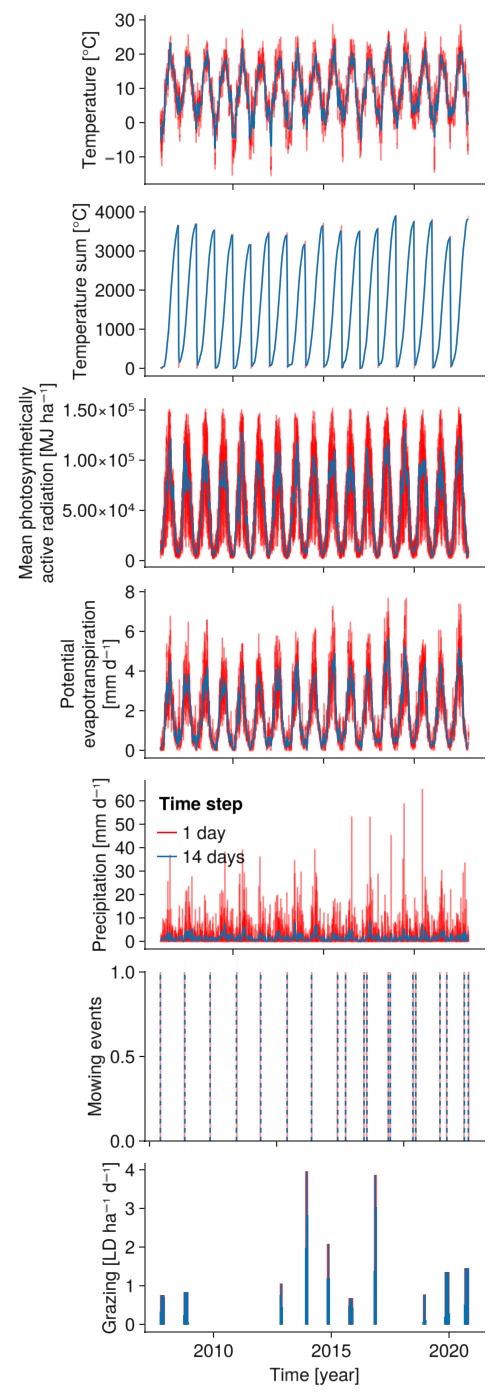 Temperature [°C]
30
20
10
0
−10
Temperature sum [°C]
4000
3000
2000
1000
0
Mean photosynthetically
active radiation [MJ ha⁻¹]
1.50×10⁵
1.00×10⁵
5.00×10⁴
0
Potential
evapotranspiration
[mm d⁻¹]
8
6
4
2
0
Precipitation [mm d⁻¹]
60
50
40
30
20
10
0
Time step
1 day
14 days
Mowing events
1.0
0.5
0.0
Grazing [LD ha⁻¹ d⁻¹]
4
3
2
1
0
2010
2015
2020
Time [year]